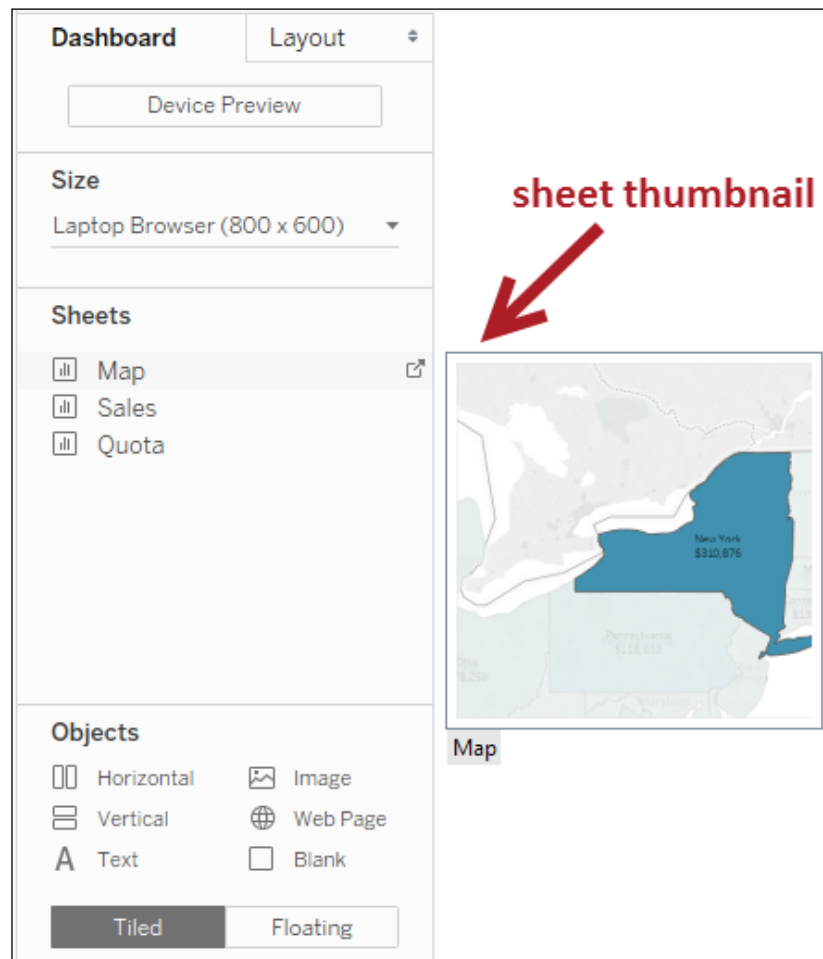 Dashboard
Layout
Device Preview
Size
Laptop Browser (800 x 600)
sheet thumbnail
Sheets
Map
Sales
Quota
New York
$310,876
Pennsylvania
Map
Objects
Horizontal
Image
Vertical
Web Page
A Text
Blank
Tiled
Floating